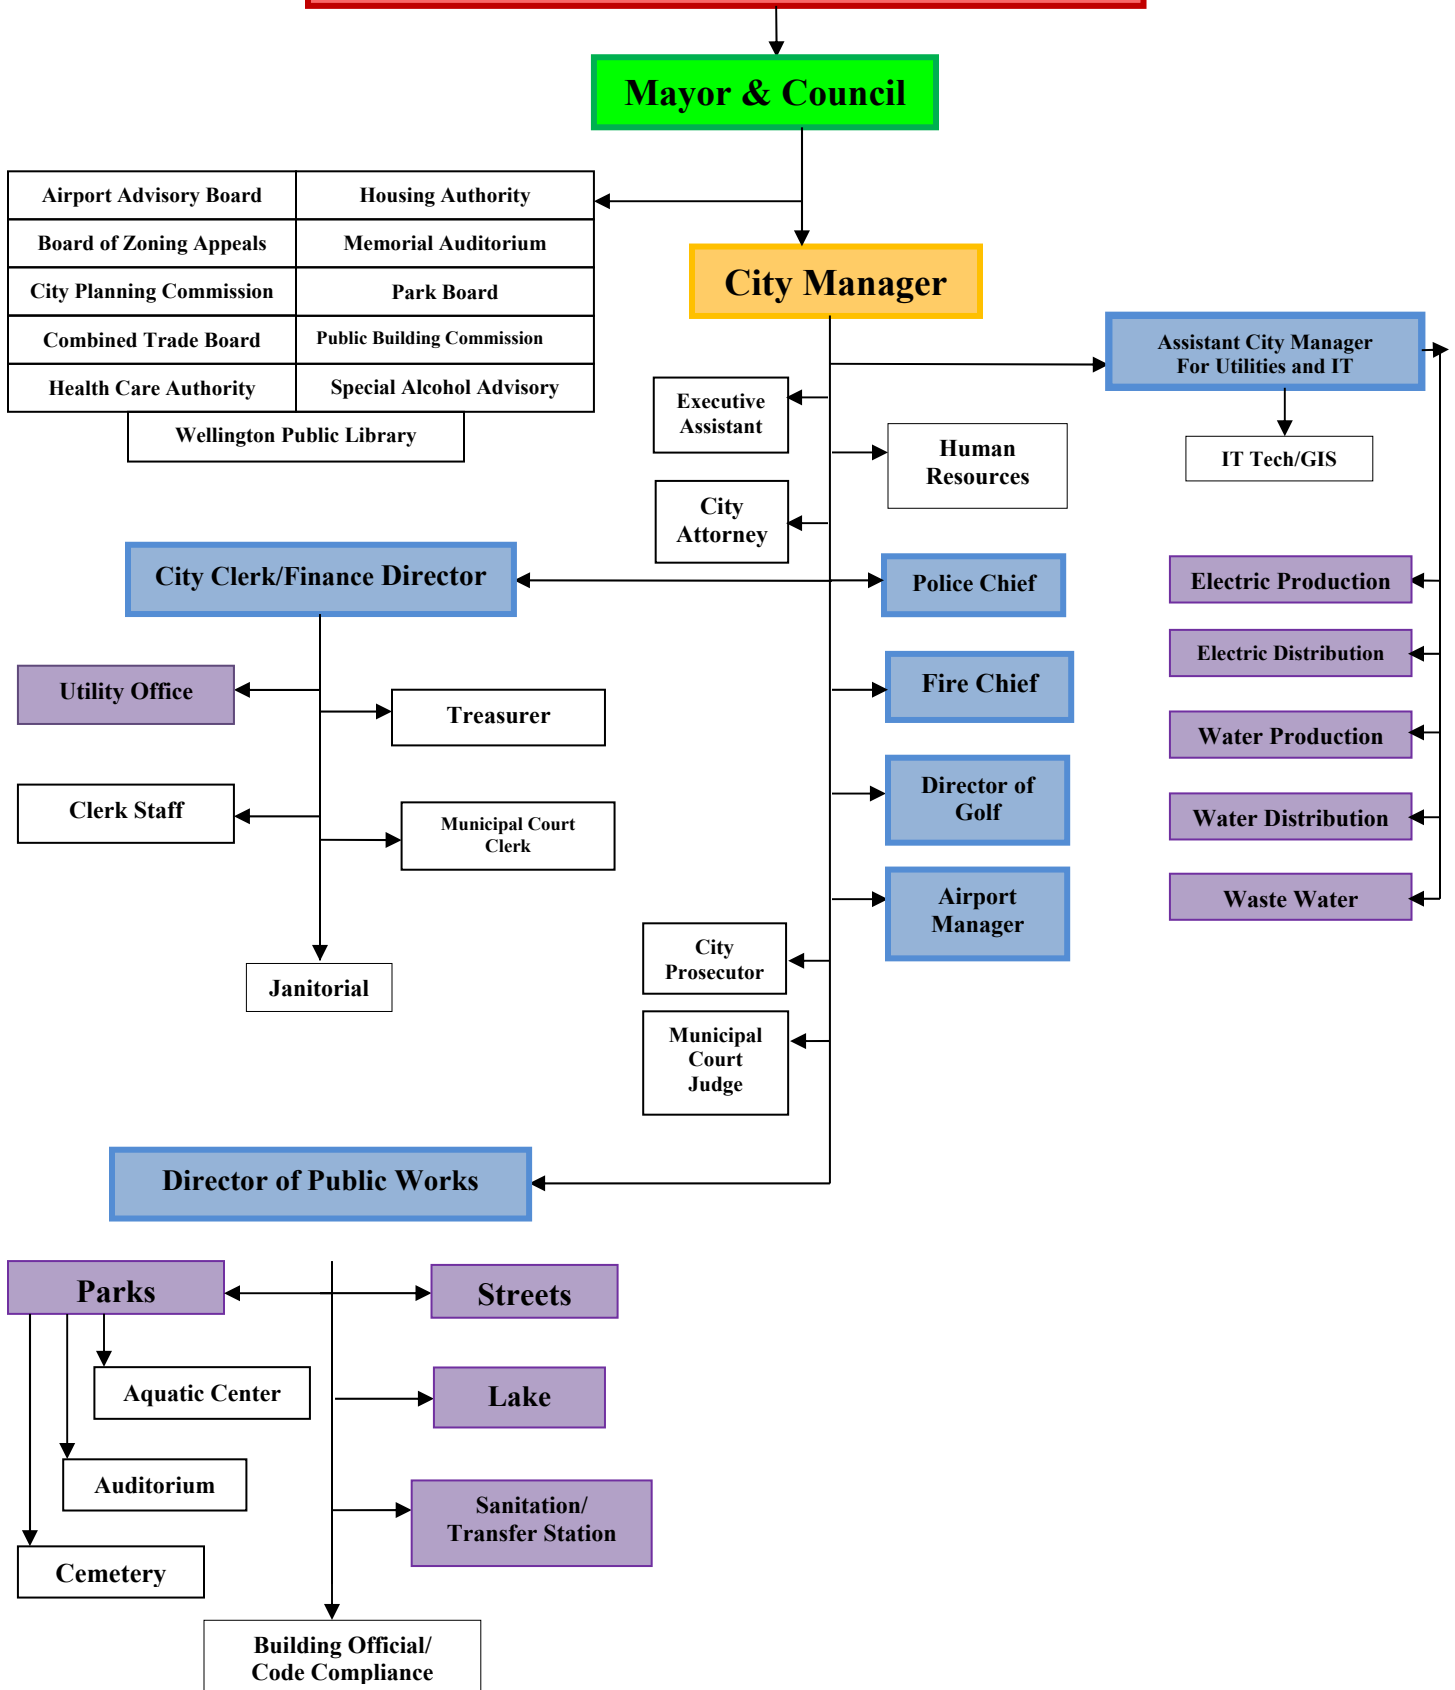 Mayor & Council
Airport Advisory Board
Housing Authority
Board of Zoning Appeals
Memorial Auditorium
City Planning Commission
Park Board
Combined Trade Board
Public Building Commission
Health Care Authority
Special Alcohol Advisory
Wellington Public Library
City Manager
Assistant City Manager
For Utilities and IT
Executive
Assistant
Human
Resources
IT Tech/GIS
City
Attorney
City Clerk/Finance Director
Police Chief
Electric Production
Electric Distribution
Utility Office
Treasurer
Fire Chief
Water Production
Clerk Staff
Municipal Court
Clerk
Director of
Golf
Water Distribution
Airport
Manager
Waste Water
City
Prosecutor
Janitorial
Municipal
Court
Judge
Director of Public Works
Parks
Streets
Aquatic Center
Lake
Auditorium
Sanitation/
Transfer Station
Cemetery
Building Official/
Code Compliance